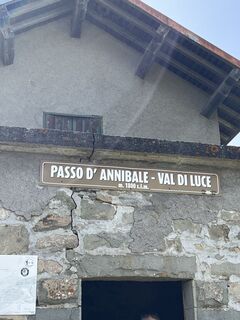 PASSO D' ANNIBALE - VAL DI LUCE
m. 1800 s.l.m.